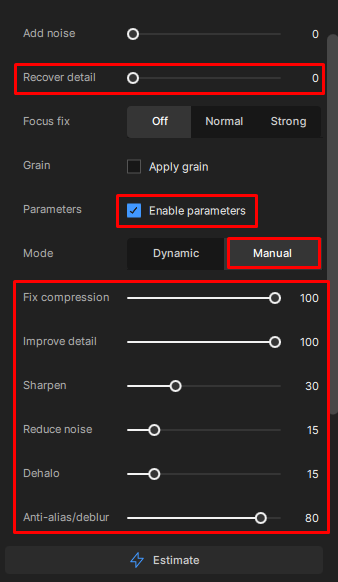 Add noise 0
Recover detail 0
Focus fix Off Normal Strong
Grain Apply grain
Parameters Enable parameters
Mode Dynamic Manual
Fix compression 100
Improve detail 100
Sharpen 30
Reduce noise 15
Dehalo 15
Anti-alias/deblur 80
Estimate